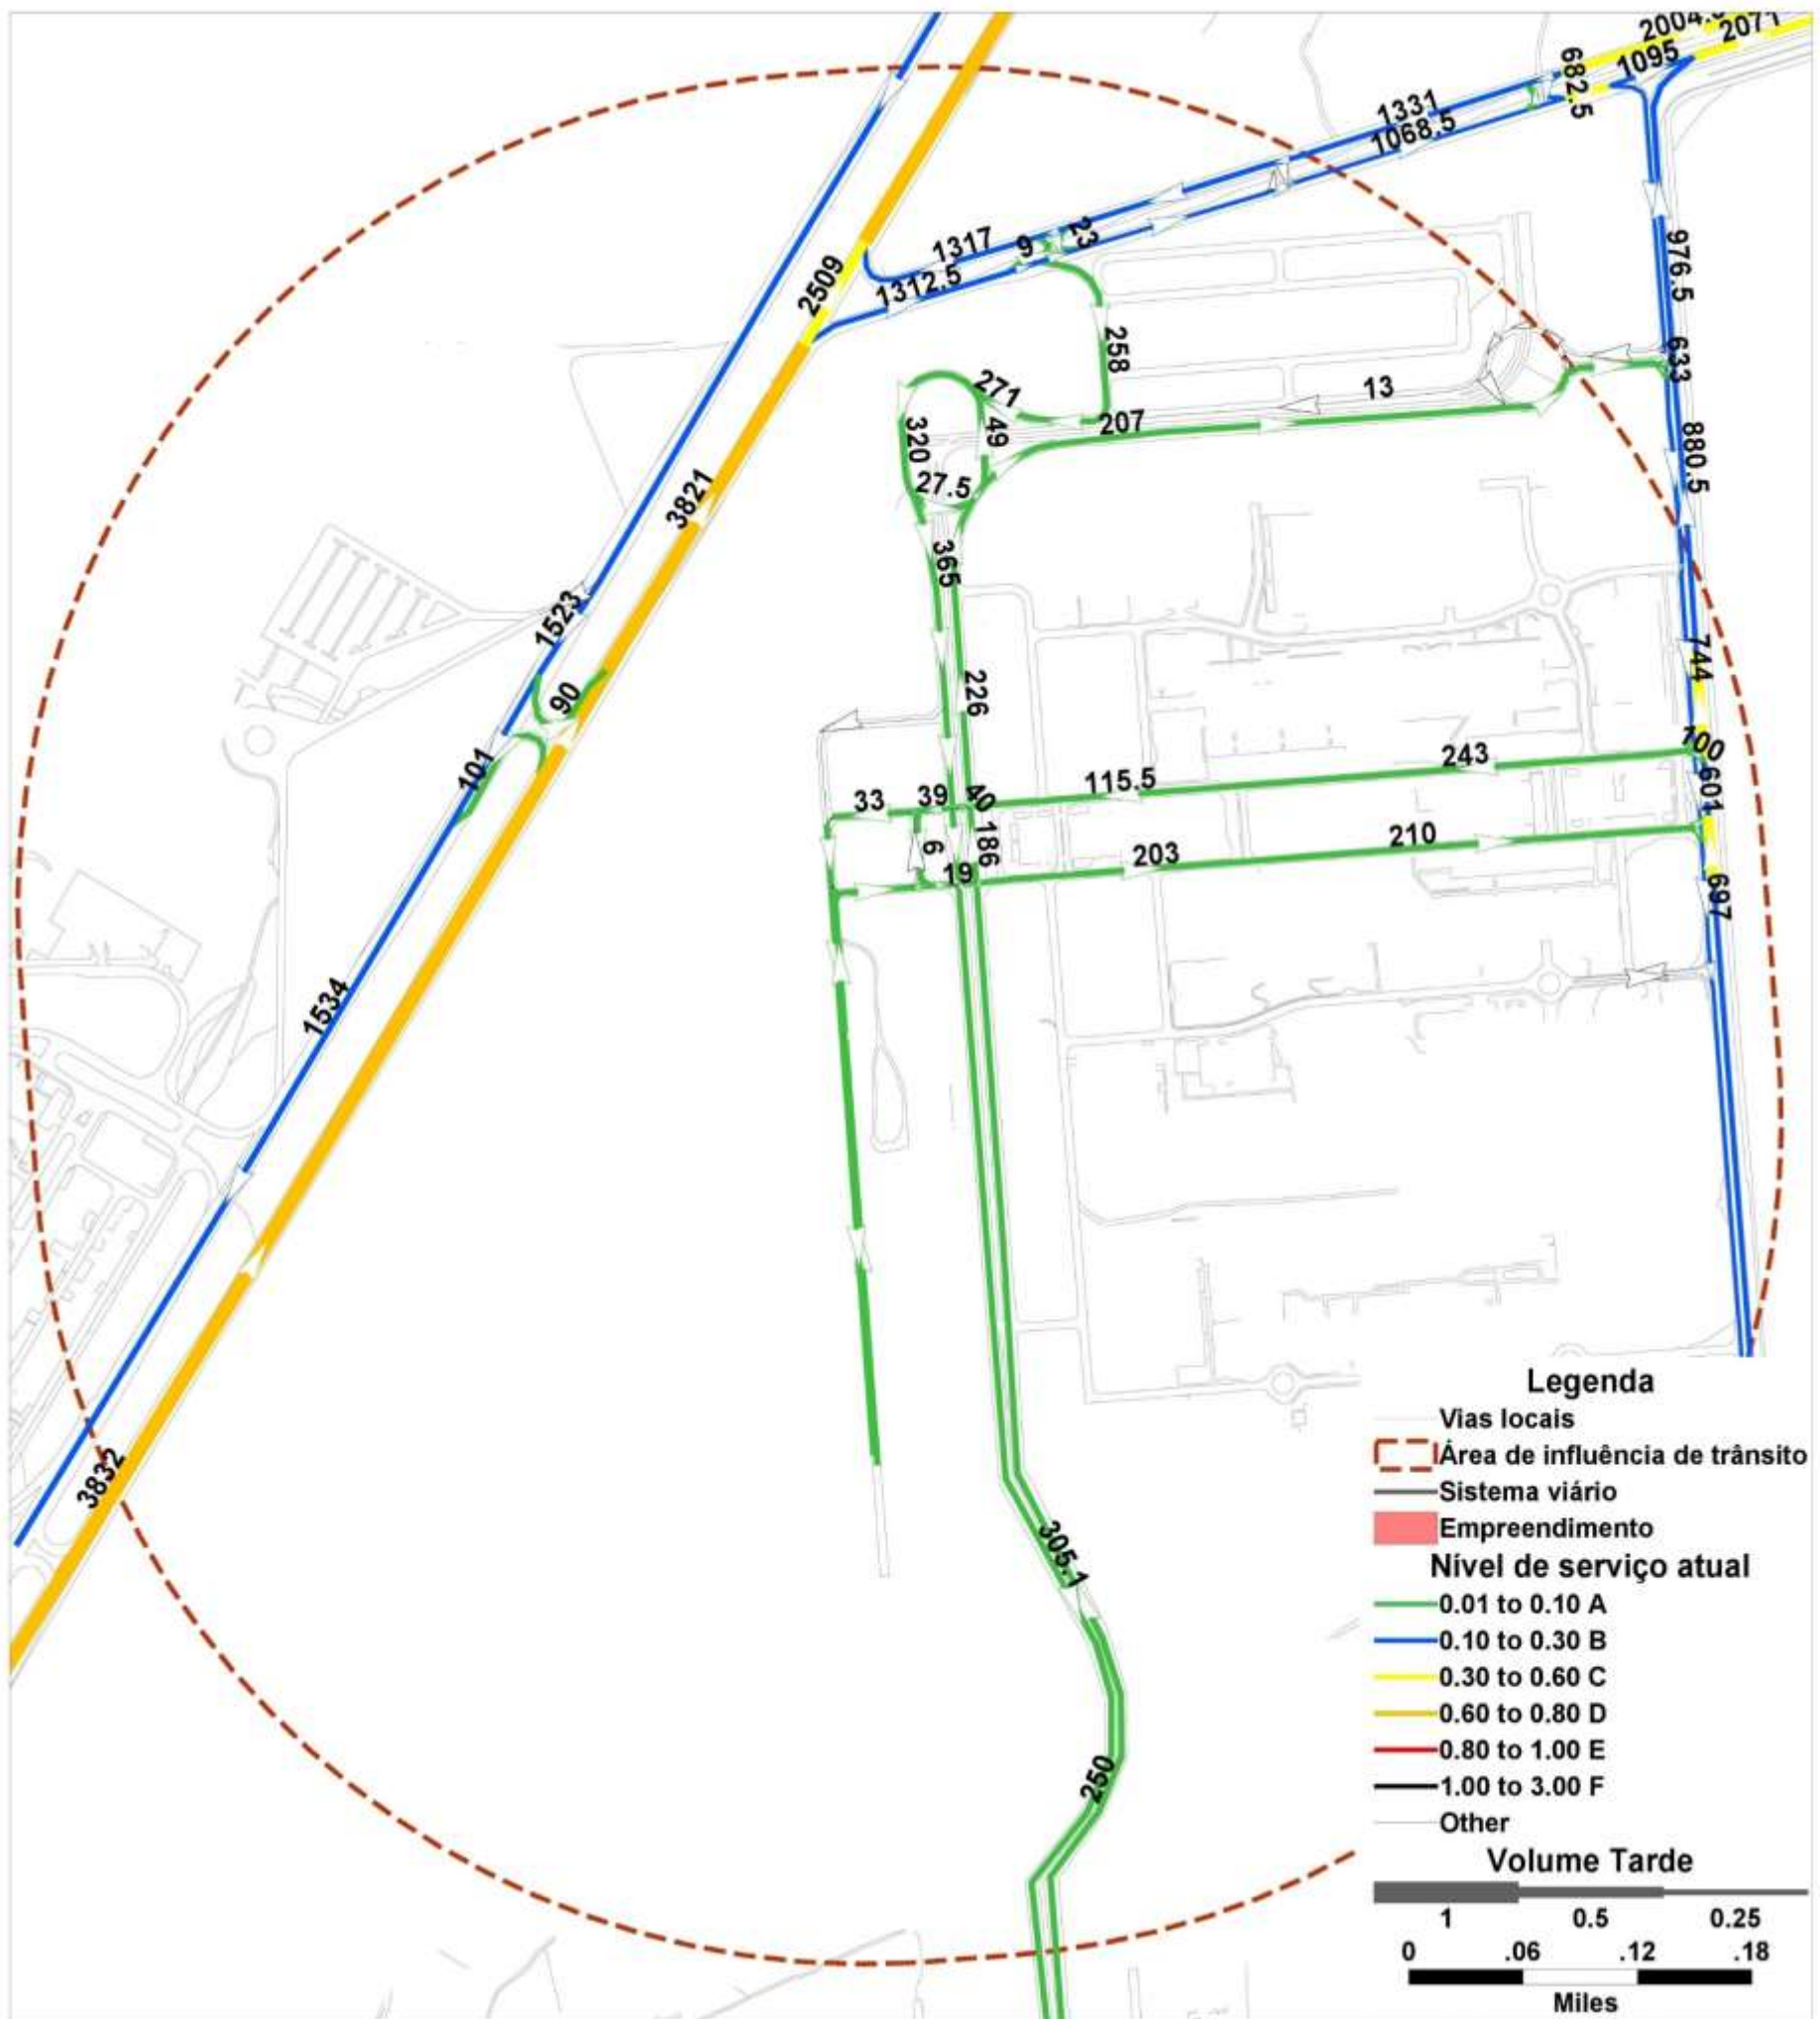 2004.
2071
1095
682.5
1331
1068.5
1317
9
23
1312.5
2509
976.5
258
633
271
13
320
49
207
27.5
880.5
3821
365
1523
226
744
90
700
243
101
115.5
601
33
39
40
186
6
203
210
19
697
1534
305.1
3832
250
Legenda
Vias locais
Área de influência de trânsito
Sistema viário
Empreendimento
Nível de serviço atual
0.01 to 0.10 A
0.10 to 0.30 B
0.30 to 0.60 C
0.60 to 0.80 D
0.80 to 1.00 E
1.00 to 3.00 F
Other
Volume Tarde
1 0.5 0.25
0 .06 .12 .18
Miles